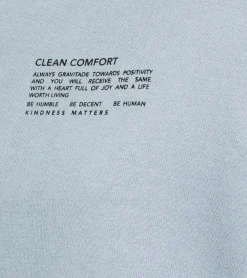 CLEAN COMFORT
ALWAYS GRAVITADE TOWARDS POSITIVITY
AND YOU WILL RECEIVE THE SAME
WITH A HEART FULL OF JOY AND A LIFE
WORTH LIVING
BE HUMBLE BE DECENT BE HUMAN
KINDNESS MATTERS